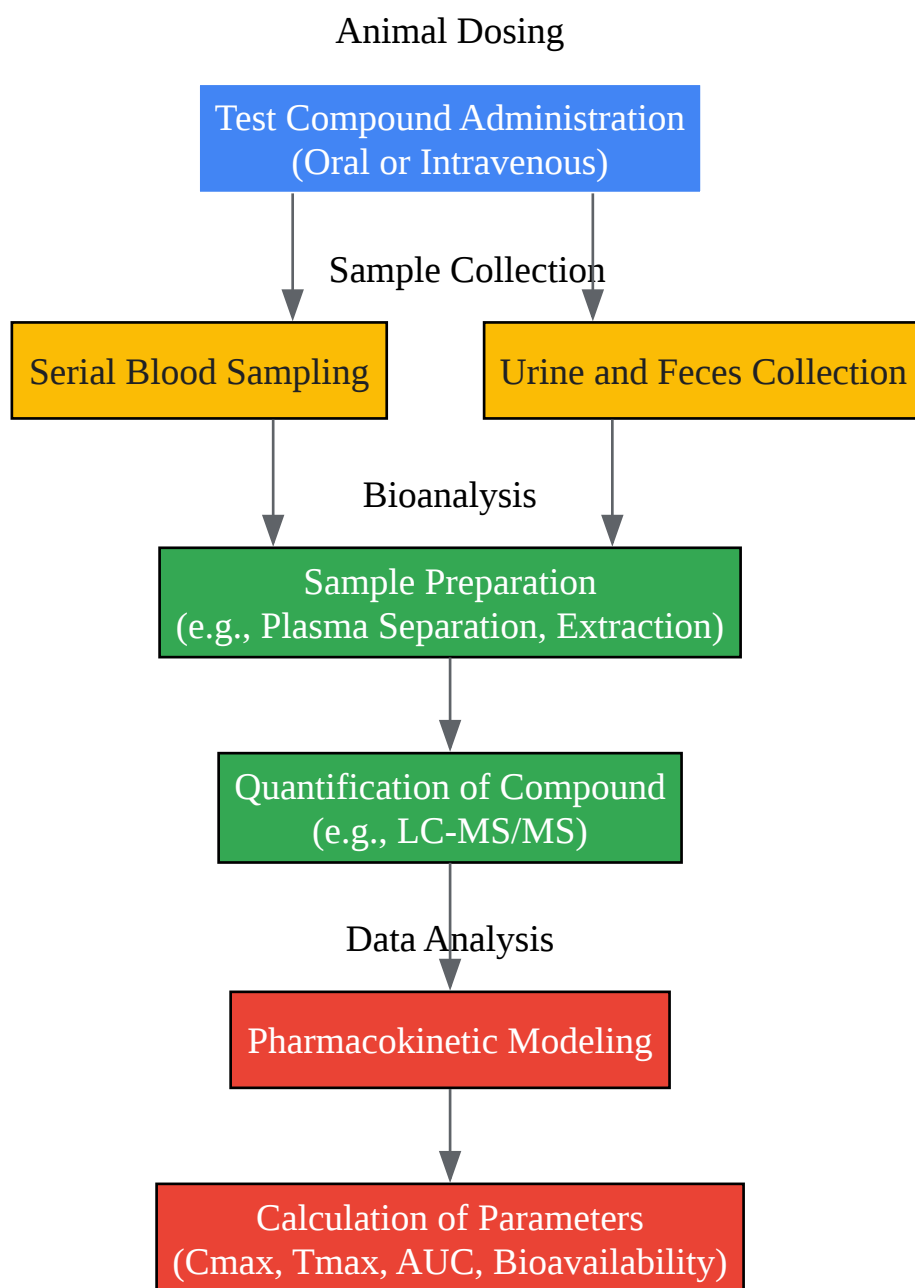 Animal Dosing
Test Compound Administration
(Oral or Intravenous)
Sample Collection
Serial Blood Sampling
Urine and Feces Collection
Bioanalysis
Sample Preparation
(e.g., Plasma Separation, Extraction)
Quantification of Compound
(e.g., LC-MS/MS)
Data Analysis
Pharmacokinetic Modeling
Calculation of Parameters
(Cmax, Tmax, AUC, Bioavailability)